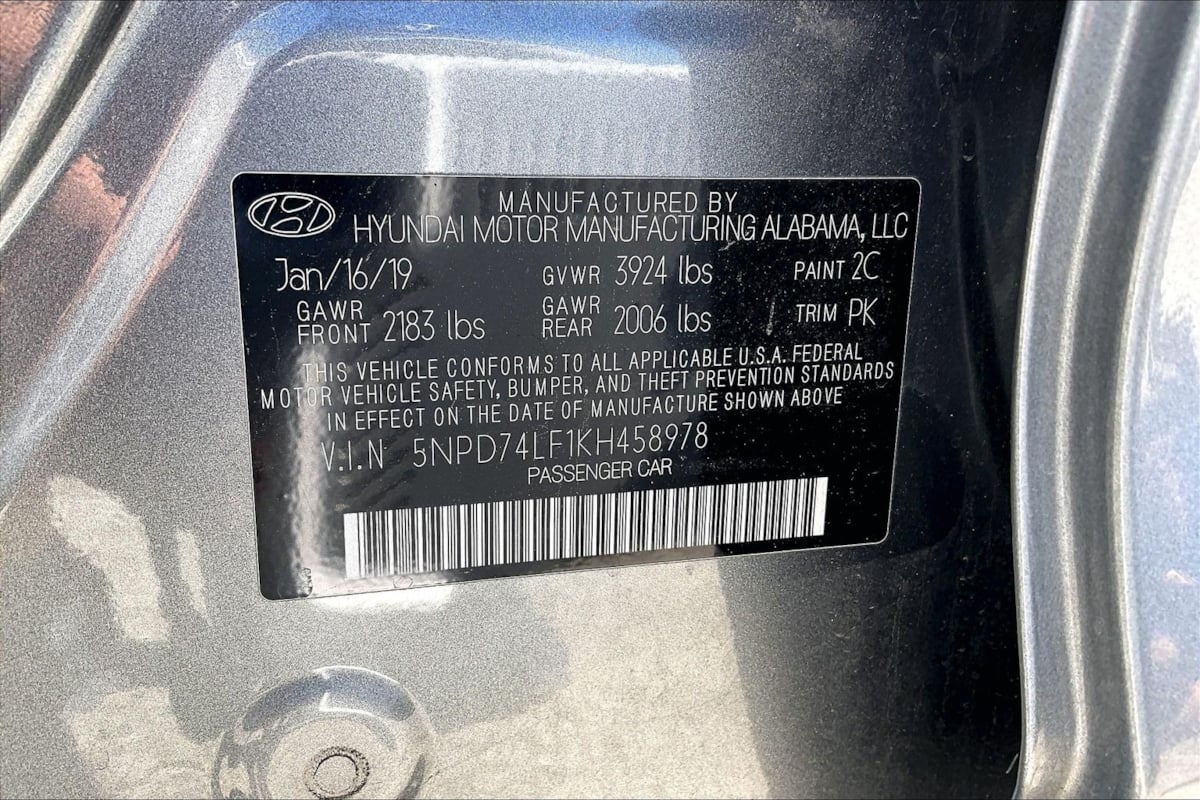 MANUFACTURED BY
HYUNDAI MOTOR MANUFACTURING ALABAMA, LLC
Jan/16/19 GVWR 3924 lbs PAINT 2C
GAWR FRONT 2183 lbs GAWR REAR 2006 lbs TRIM PK
THIS VEHICLE CONFORMS TO ALL APPLICABLE U.S.A. FEDERAL
MOTOR VEHICLE SAFETY, BUMPER, AND THEFT PREVENTION STANDARDS
IN EFFECT ON THE DATE OF MANUFACTURE SHOWN ABOVE
V.I.N 5NPD74LF1KH458978
PASSENGER CAR